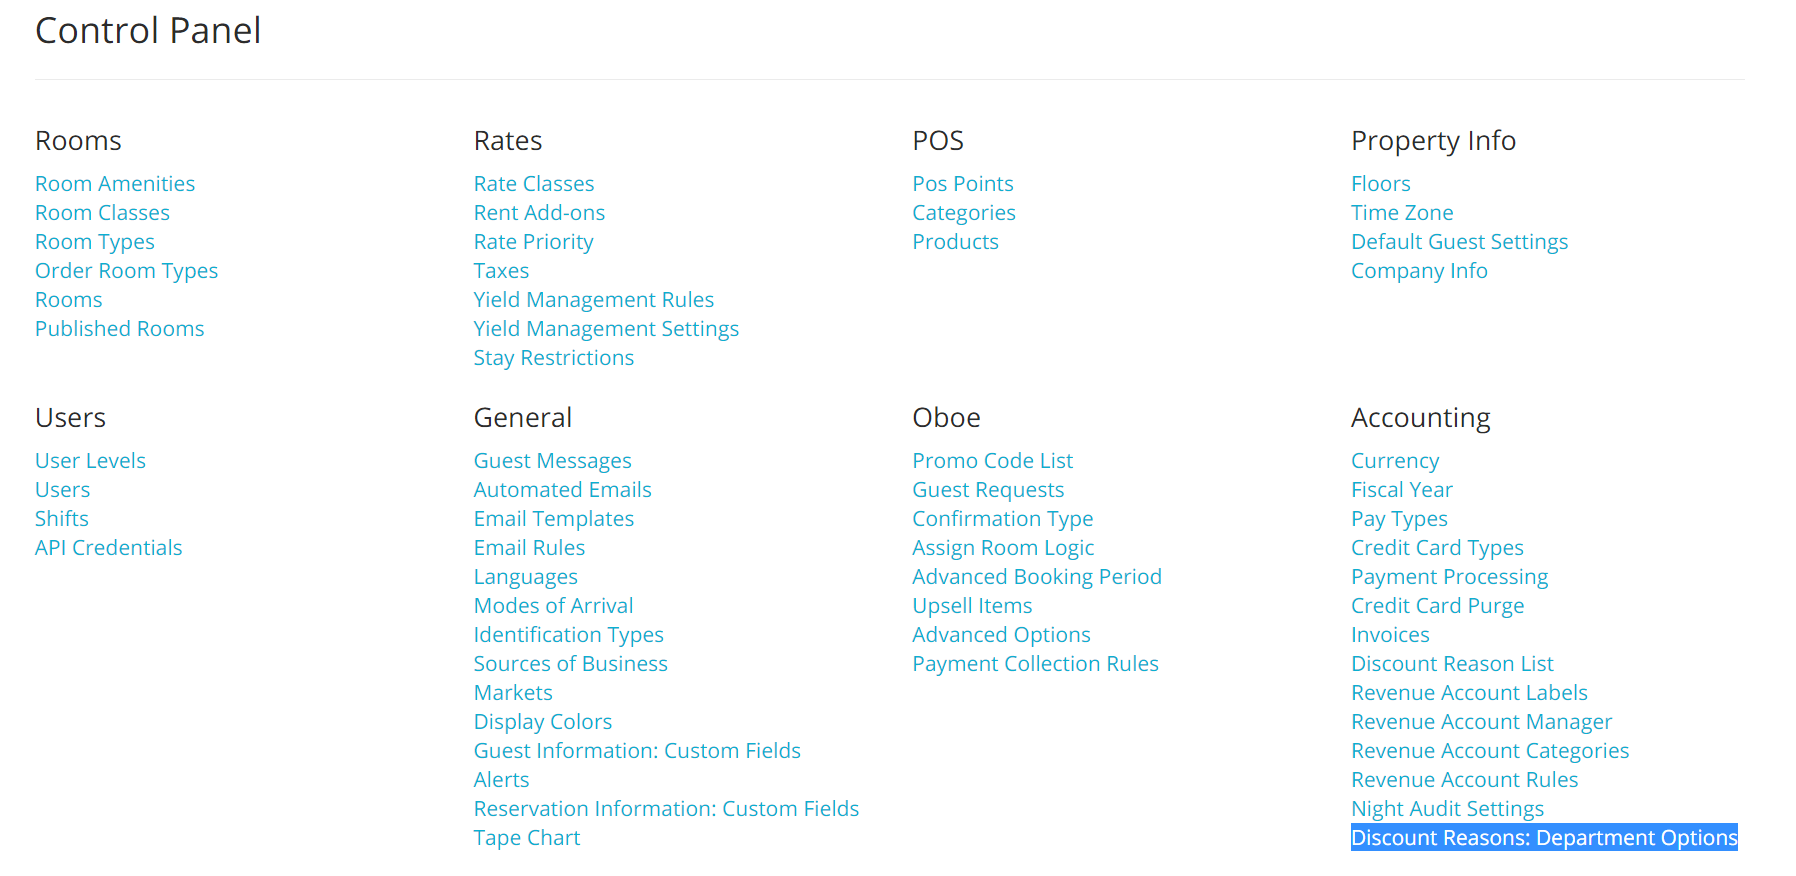 Control Panel
Rooms
Room Amenities
Room Classes
Room Types
Order Room Types
Rooms
Published Rooms
Rates
Rate Classes
Rent Add-ons
Rate Priority
Taxes
Yield Management Rules
Yield Management Settings
Stay Restrictions
POS
Pos Points
Categories
Products
Property Info
Floors
Time Zone
Default Guest Settings
Company Info
Users
User Levels
Users
Shifts
API Credentials
General
Guest Messages
Automated Emails
Email Templates
Email Rules
Languages
Modes of Arrival
Identification Types
Sources of Business
Markets
Display Colors
Guest Information: Custom Fields
Alerts
Reservation Information: Custom Fields
Tape Chart
Oboe
Promo Code List
Guest Requests
Confirmation Type
Assign Room Logic
Advanced Booking Period
Upsell Items
Advanced Options
Payment Collection Rules
Accounting
Currency
Fiscal Year
Pay Types
Credit Card Types
Payment Processing
Credit Card Purge
Invoices
Discount Reason List
Revenue Account Labels
Revenue Account Manager
Revenue Account Categories
Revenue Account Rules
Night Audit Settings
Discount Reasons: Department Options